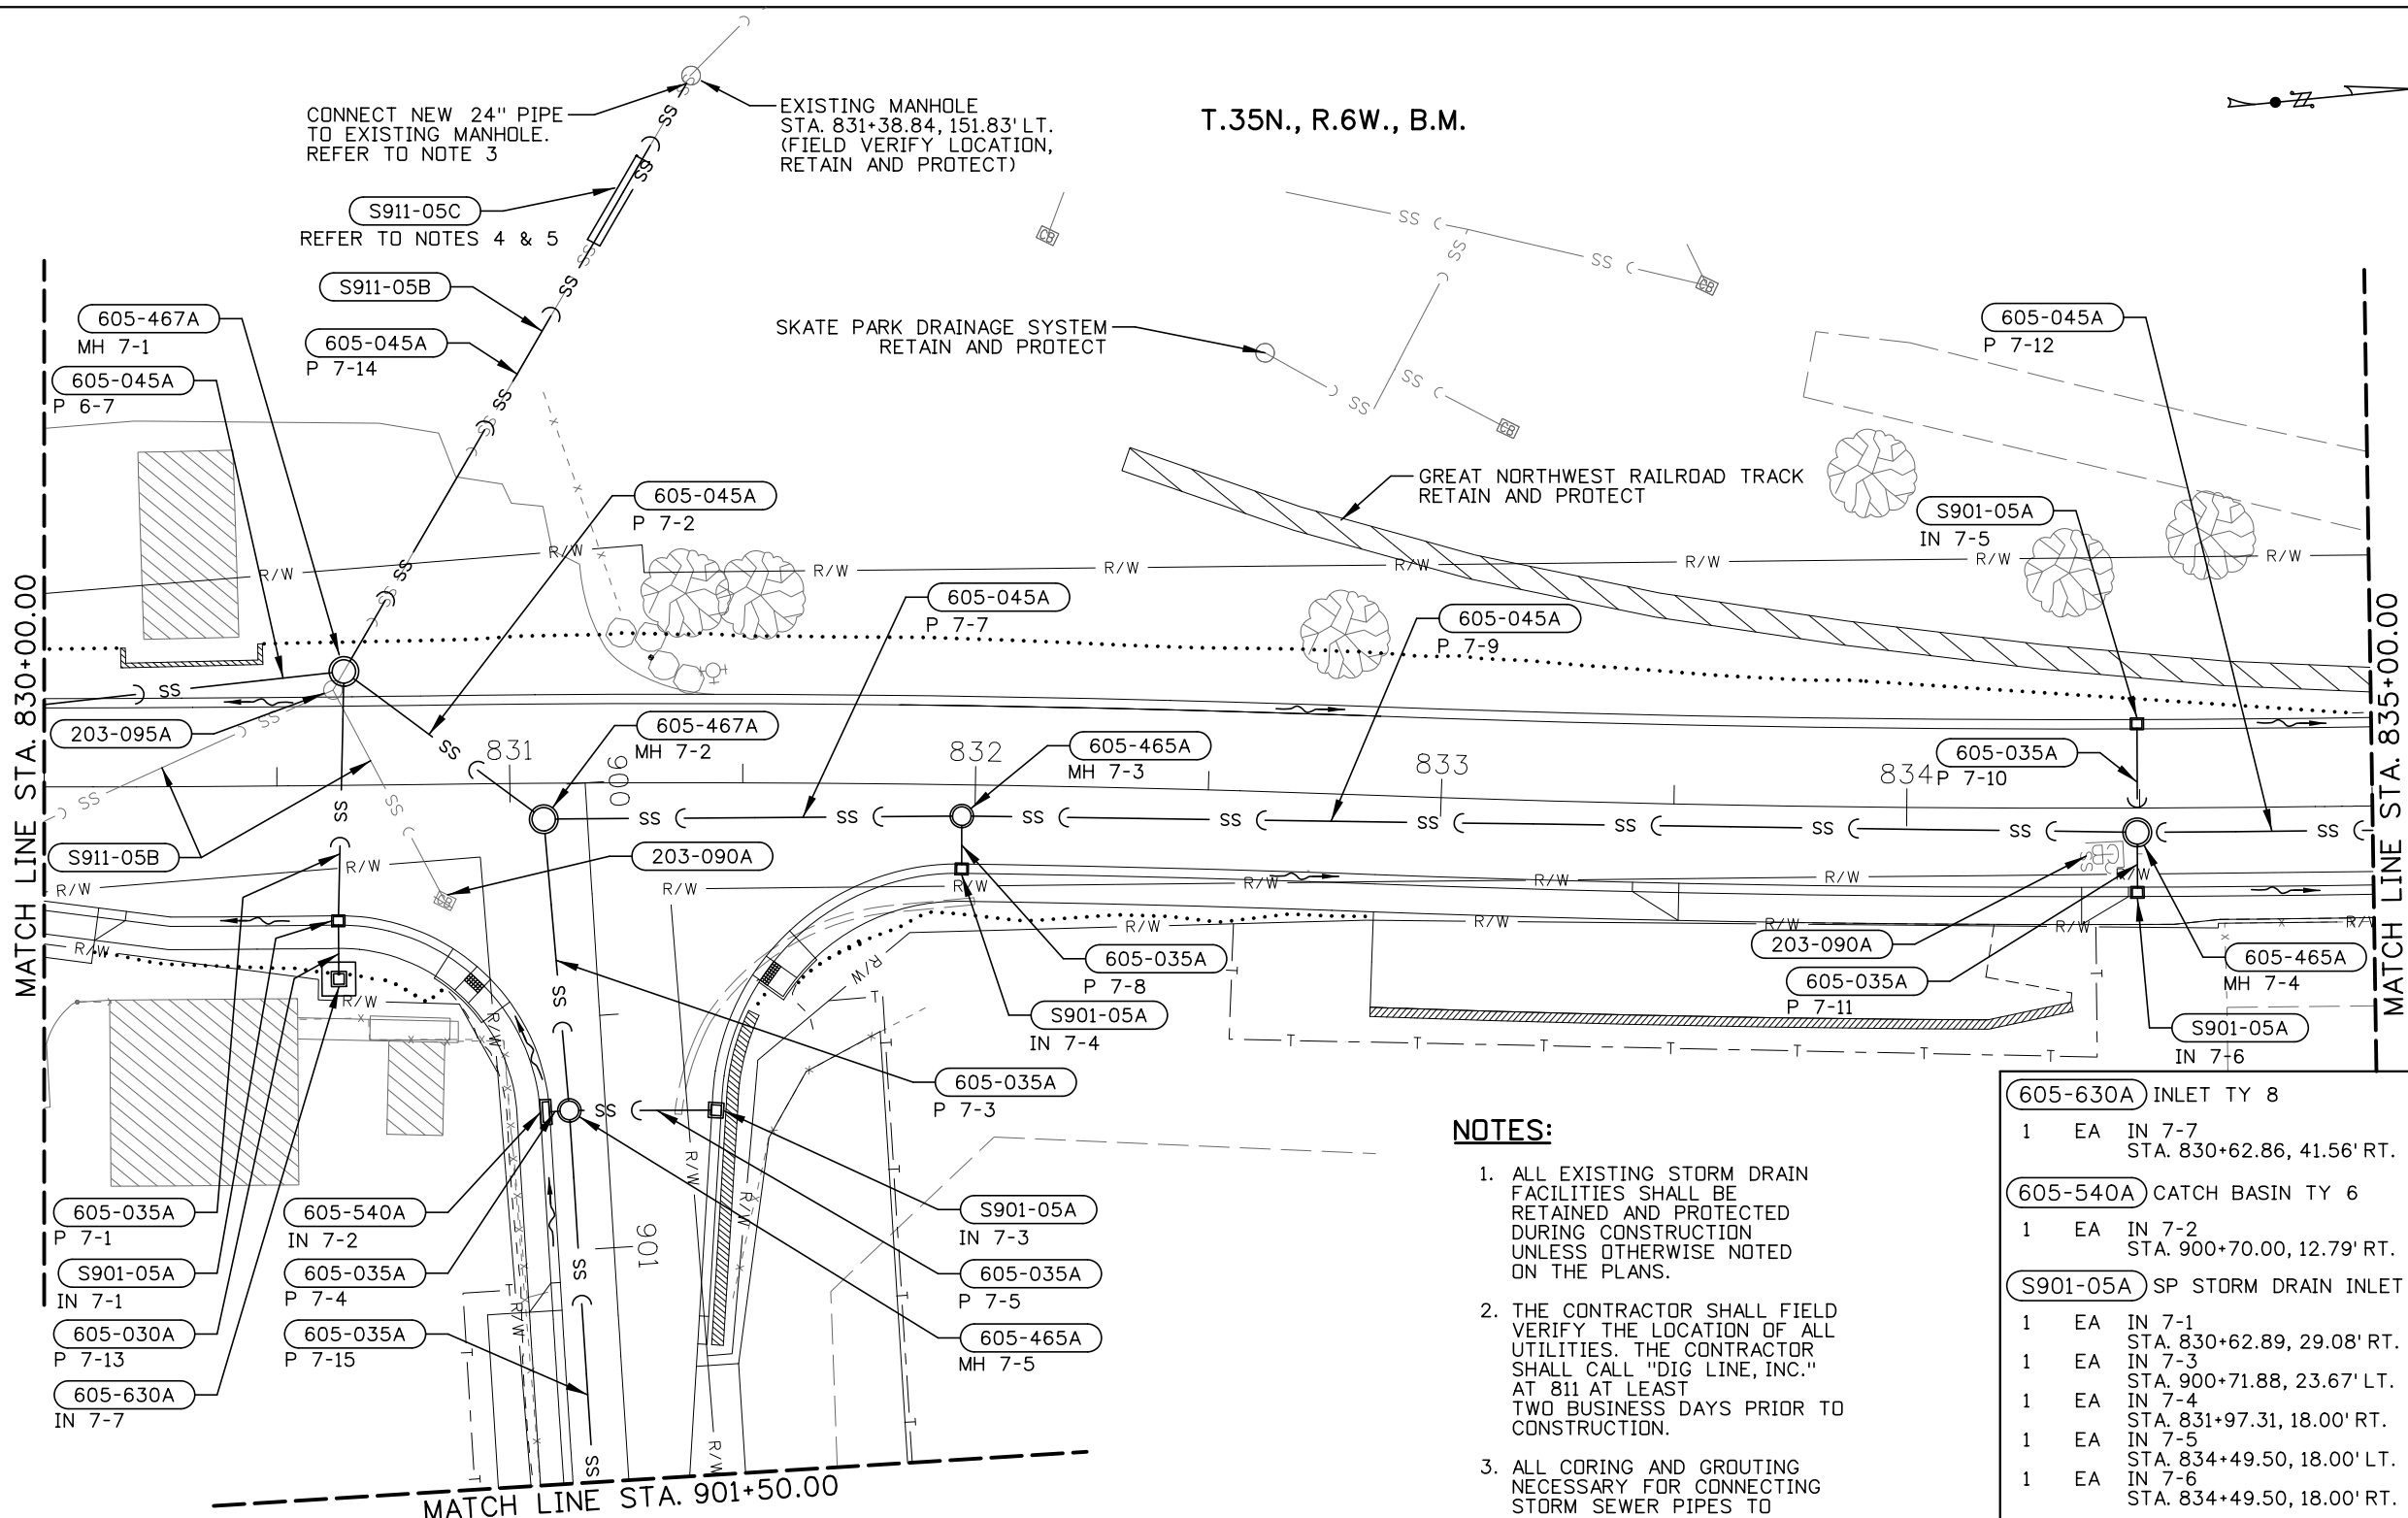 CONNECT NEW 24" PIPE
TO EXISTING MANHOLE.
REFER TO NOTE 3
EXISTING MANHOLE
STA. 831+38.84, 151.83' LT.
(FIELD VERIFY LOCATION,
RETAIN AND PROTECT)
T.35N., R.6W., B.M.
N
S911-05C
REFER TO NOTES 4 & 5
S911-05B
605-467A
MH 7-1
605-045A
P 7-14
605-045A
P 6-7
SKATE PARK DRAINAGE SYSTEM
RETAIN AND PROTECT
605-045A
P 7-12
605-045A
P 7-2
GREAT NORTHWEST RAILROAD TRACK
RETAIN AND PROTECT
S901-05A
IN 7-5
605-045A
P 7-7
605-045A
P 7-9
MATCH LINE STA. 830+00.00
MATCH LINE STA. 835+00.00
203-095A
605-467A
MH 7-2
605-465A
MH 7-3
605-035A
P 7-10
831
900
832
833
834
S911-05B
203-090A
203-090A
605-035A
P 7-8
605-035A
P 7-11
605-465A
MH 7-4
S901-05A
IN 7-4
S901-05A
IN 7-6
605-035A
P 7-3
605-035A
P 7-1
605-540A
IN 7-2
S901-05A
IN 7-3
901
S901-05A
IN 7-1
605-035A
P 7-4
605-035A
P 7-5
605-030A
P 7-13
605-035A
P 7-15
605-465A
MH 7-5
605-630A
IN 7-7
MATCH LINE STA. 901+50.00
SS
R/W
CB
T
NOTES:
1. ALL EXISTING STORM DRAIN
FACILITIES SHALL BE
RETAINED AND PROTECTED
DURING CONSTRUCTION
UNLESS OTHERWISE NOTED
ON THE PLANS.
2. THE CONTRACTOR SHALL FIELD
VERIFY THE LOCATION OF ALL
UTILITIES. THE CONTRACTOR
SHALL CALL "DIG LINE, INC."
AT 811 AT LEAST
TWO BUSINESS DAYS PRIOR TO
CONSTRUCTION.
3. ALL CORING AND GROUTING
NECESSARY FOR CONNECTING
STORM SEWER PIPES TO
605-630A INLET TY 8
1 EA IN 7-7
STA. 830+62.86, 41.56' RT.
605-540A CATCH BASIN TY 6
1 EA IN 7-2
STA. 900+70.00, 12.79' RT.
S901-05A SP STORM DRAIN INLET
1 EA IN 7-1
STA. 830+62.89, 29.08' RT.
1 EA IN 7-3
STA. 900+71.88, 23.67' LT.
1 EA IN 7-4
STA. 831+97.31, 18.00' RT.
1 EA IN 7-5
STA. 834+49.50, 18.00' LT.
1 EA IN 7-6
STA. 834+49.50, 18.00' RT.